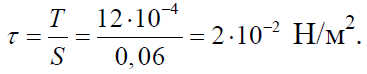 τ = T/S = 12·10⁻⁴/0,06 = 2·10⁻² Н/м².